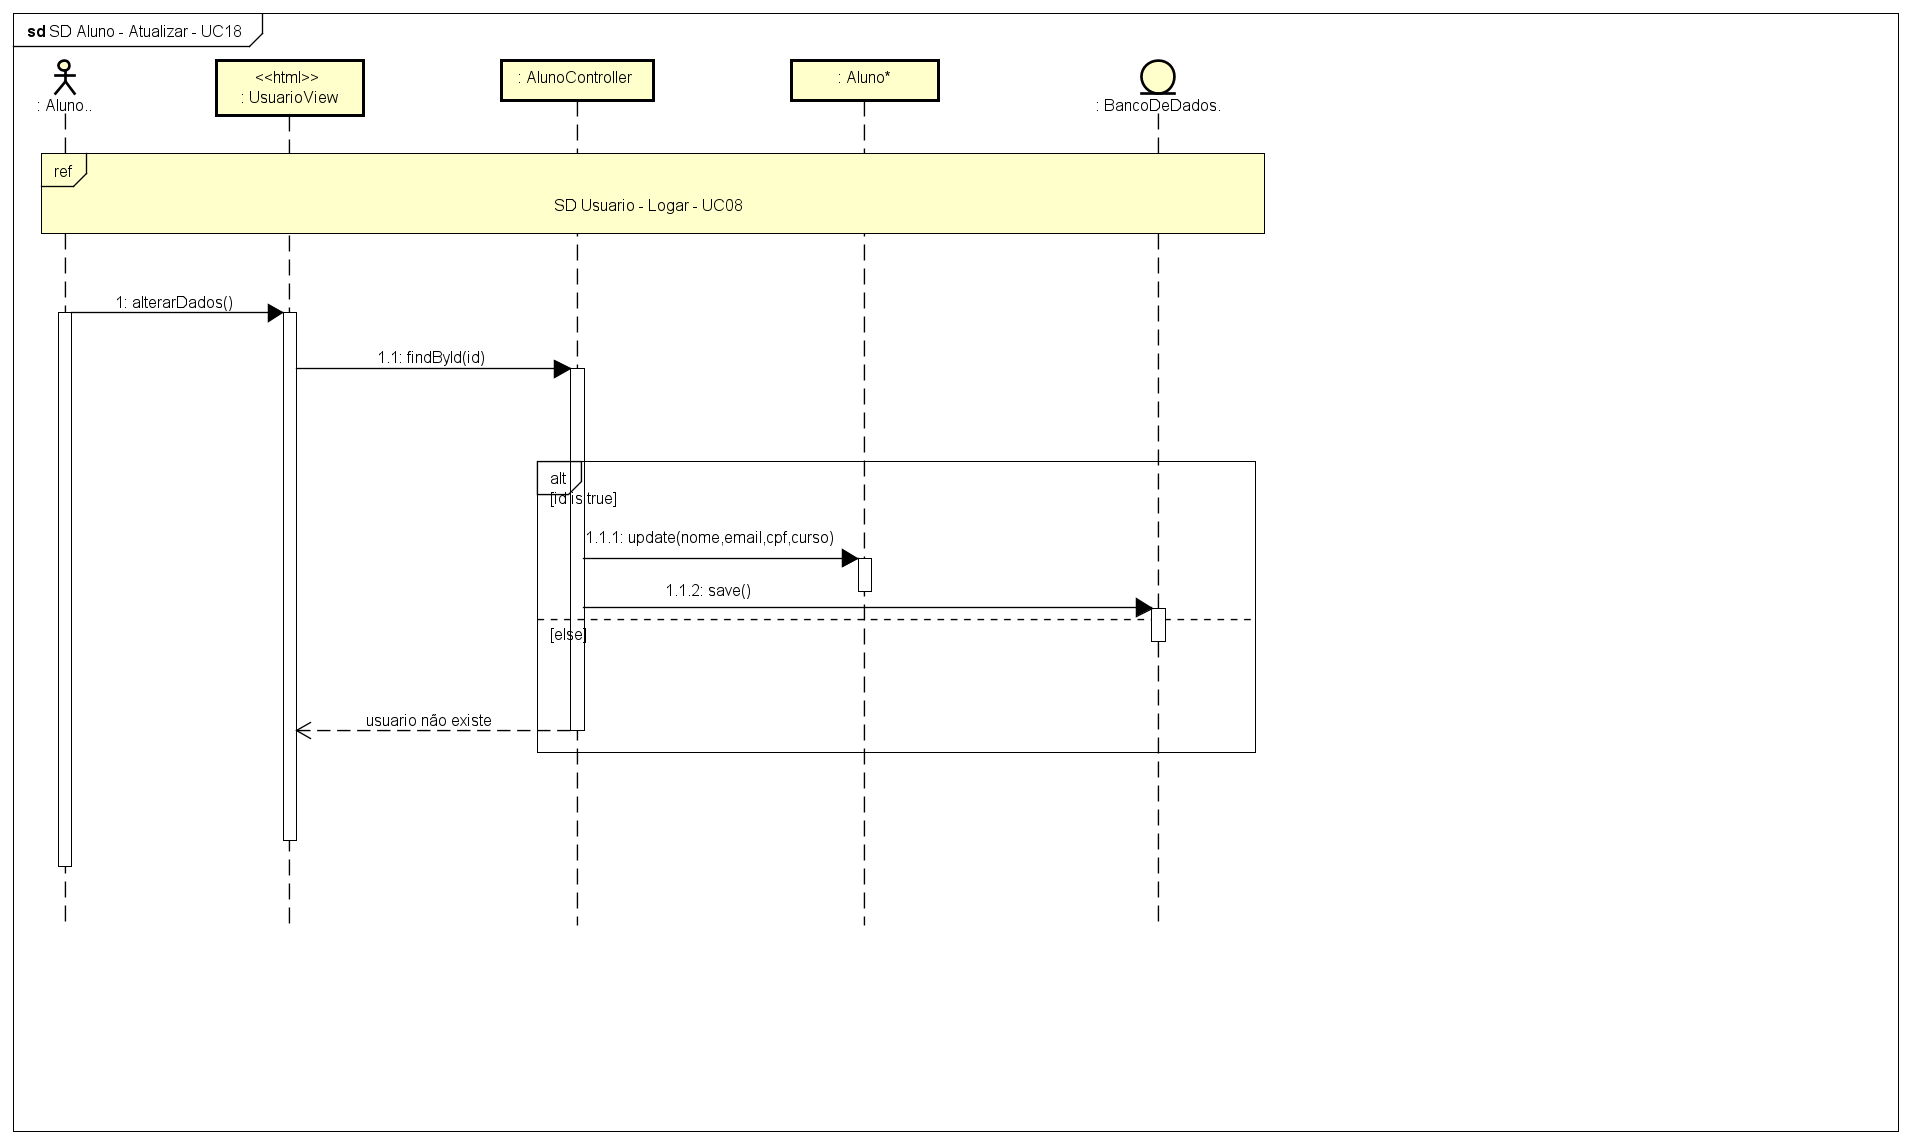 sd SD Aluno - Atualizar - UC18
: Aluno..
<<html>>
: UsuarioView
: AlunoController
: Aluno*
: BancoDeDados.
ref
SD Usuario - Logar - UC08
1: alterarDados()
1.1: findById(id)
alt
[id is true]
1.1.1: update(nome,email,cpf,curso)
1.1.2: save()
[else]
usuario não existe